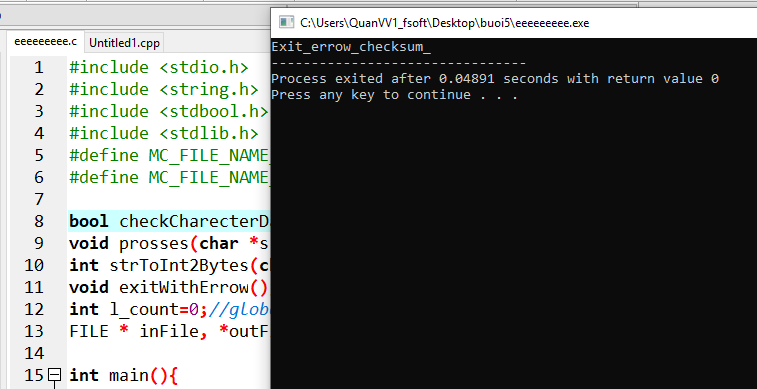 C:\Users\QuanVV1_fsoft\Desktop\buoi5\eeeeeeeee.exe
Exit_errow_checksum_
--------------------------------
Process exited after 0.04891 seconds with return value 0
Press any key to continue . . .
eeeeeeeee.c Untitled1.cpp
1 #include <stdio.h>
2 #include <string.h>
3 #include <stdbool.h>
4 #include <stdlib.h>
5 #define MC_FILE_NAME_
6 #define MC_FILE_NAME_
7
8 bool checkCharecterD
9 void prosses(char *s
10 int strToInt2Bytes(c
11 void exitWithErrow()
12 int l_count=0;//glob
13 FILE * inFile, *outF
14
15 int main(){